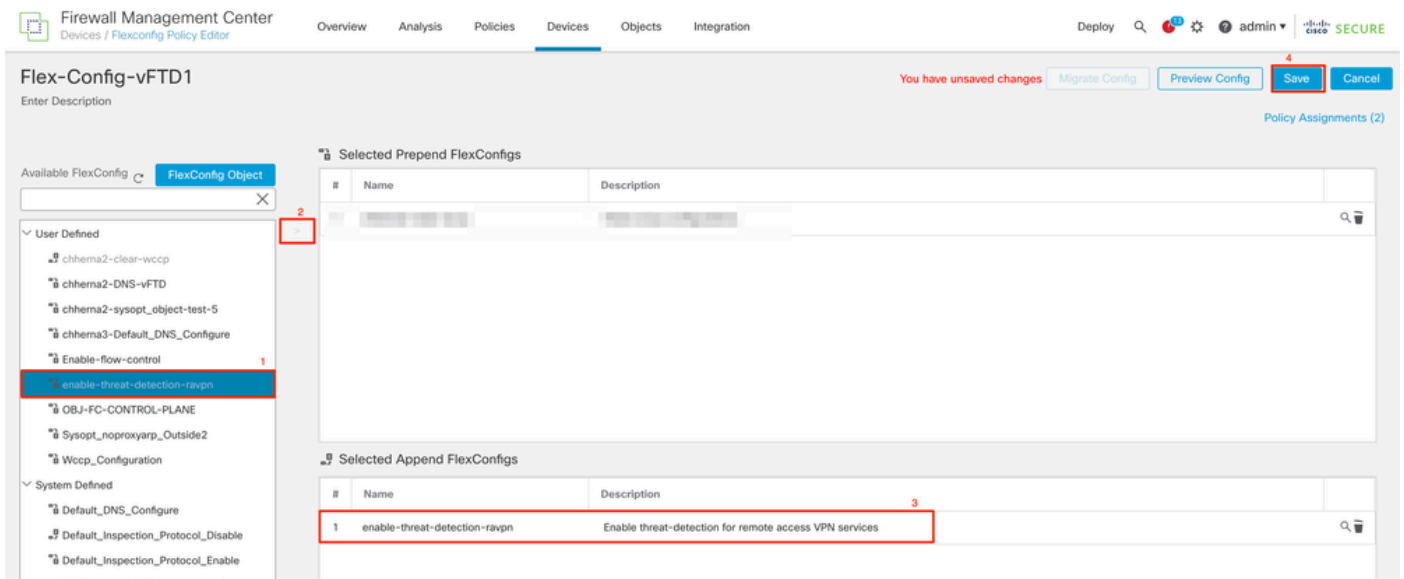 Firewall Management Center
Devices / Flexconfig Policy Editor
Overview Analysis Policies Devices Objects Integration
Deploy 13 admin
cisco SECURE
Flex-Config-vFTD1
Enter Description
You have unsaved changes Migrate Config Preview Config 4 Save Cancel
Policy Assignments (2)
Available FlexConfig FlexConfig Object
User Defined
chherna2-clear-wccp
chherna2-DNS-vFTD
chherna2-sysopt_object-test-5
chherna3-Default_DNS_Configure
Enable-flow-control
1
enable-threat-detection-ravpn
OBJ-FC-CONTROL-PLANE
Sysopt_noproxyarp_Outside2
Wccp_Configuration
System Defined
Default_DNS_Configure
Default_Inspection_Protocol_Disable
Default_Inspection_Protocol_Enable
2
>
Selected Prepend FlexConfigs
# Name Description
Selected Append FlexConfigs
# Name Description
3
1 enable-threat-detection-ravpn Enable threat-detection for remote access VPN services